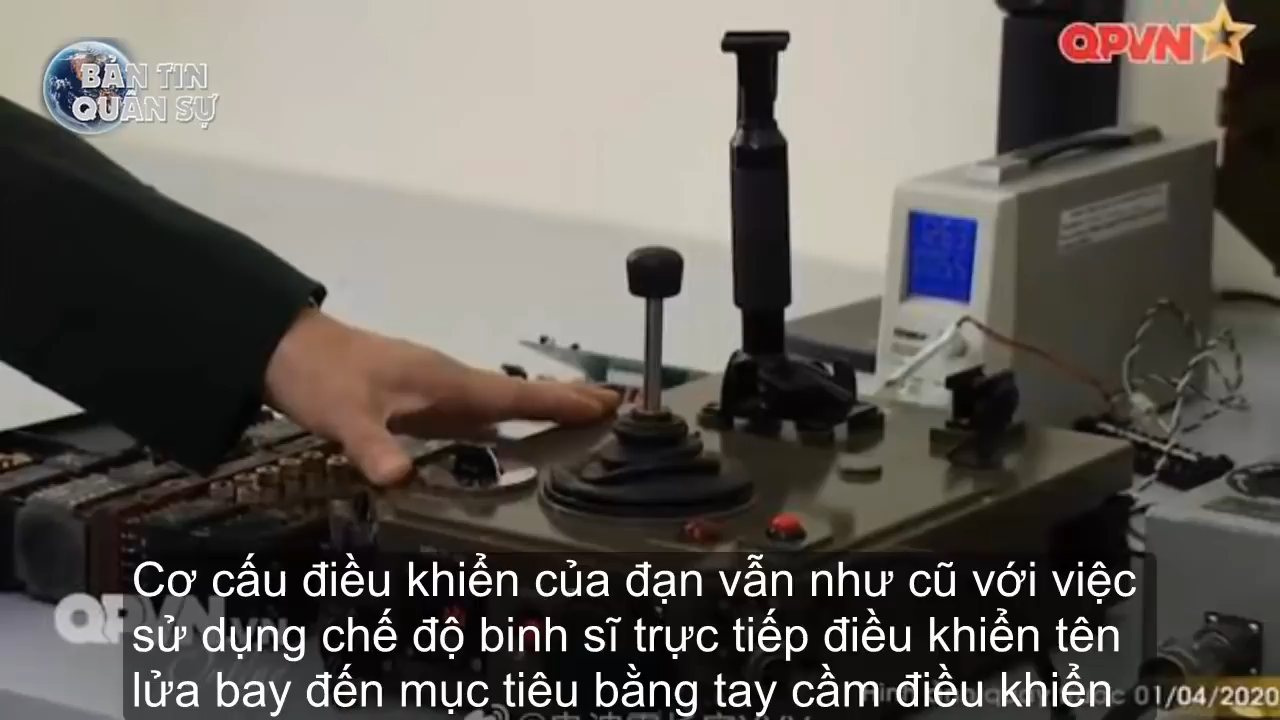 BẢN TIN
QUÂN SỰ
QPVN
QPVN
Cơ cấu điều khiển của đạn vẫn như cũ với việc
sử dụng chế độ binh sĩ trực tiếp điều khiển tên
lửa bay đến mục tiêu bằng tay cầm điều khiển
01/04/2020